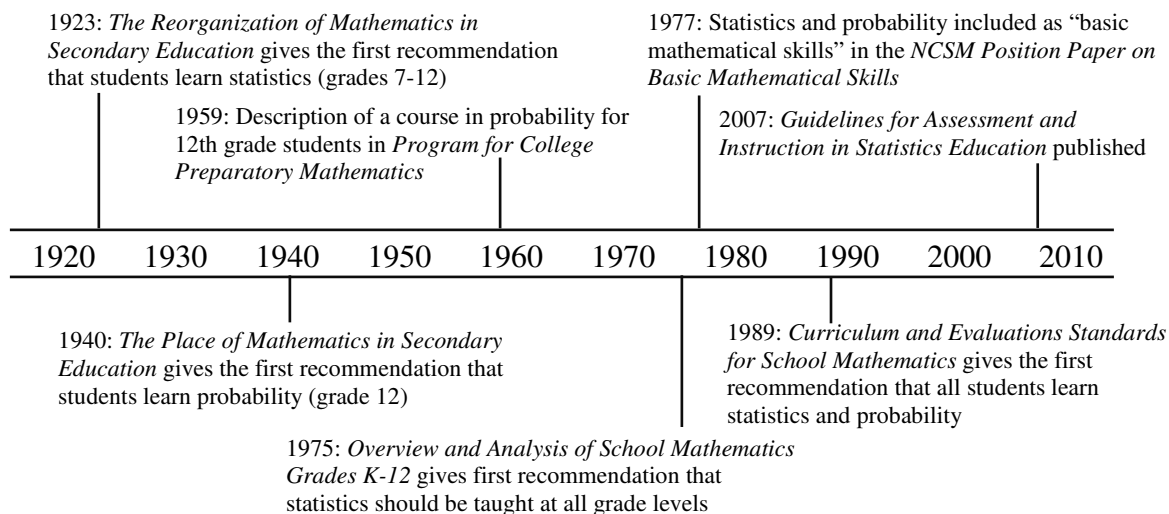 1923: The Reorganization of Mathematics in
Secondary Education gives the first recommendation
that students learn statistics (grades 7-12)
1977: Statistics and probability included as “basic
mathematical skills” in the NCSM Position Paper on
Basic Mathematical Skills
1959: Description of a course in probability for
12th grade students in Program for College
Preparatory Mathematics
2007: Guidelines for Assessment and
Instruction in Statistics Education published
1920 1930 1940 1950 1960 1970 1980 1990 2000 2010
1940: The Place of Mathematics in Secondary
Education gives the first recommendation that
students learn probability (grade 12)
1989: Curriculum and Evaluations Standards
for School Mathematics gives the first
recommendation that all students learn
statistics and probability
1975: Overview and Analysis of School Mathematics
Grades K-12 gives first recommendation that
statistics should be taught at all grade levels